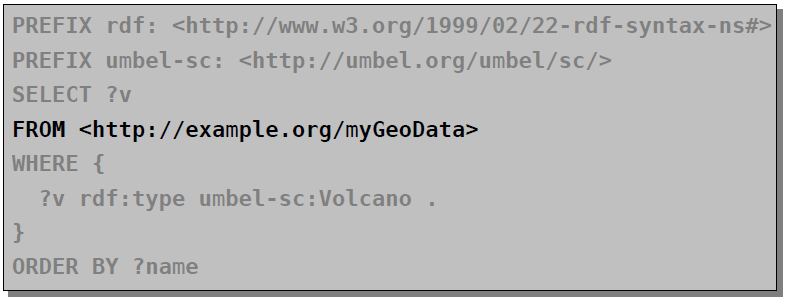 PREFIX rdf: <http://www.w3.org/1999/02/22-rdf-syntax-ns#>
PREFIX umbel-sc: <http://umbel.org/umbel/sc/>
SELECT ?v
FROM <http://example.org/myGeoData>
WHERE {
?v rdf:type umbel-sc:Volcano .
}
ORDER BY ?name